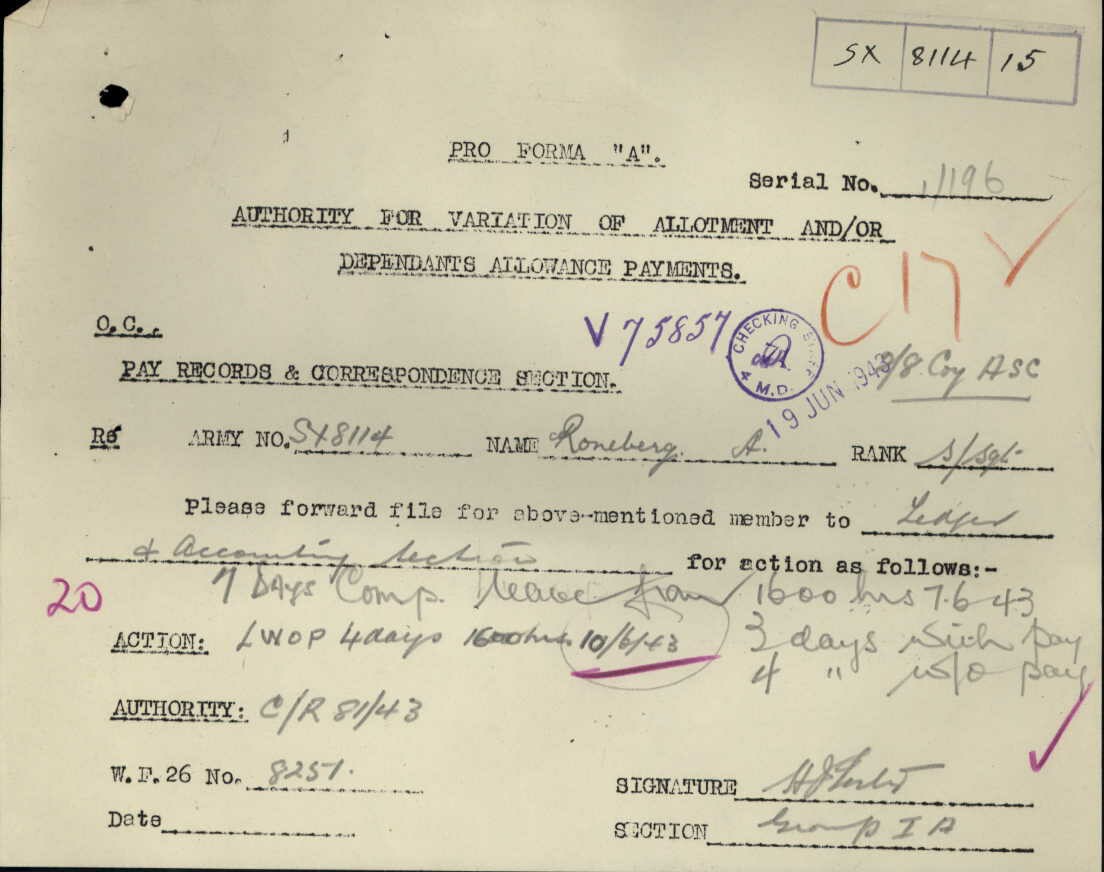 SX 8114 15
PRO FORMA "A".
Serial No. 1196
AUTHORITY FOR VARIATION OF ALLOTMENT AND/OR
DEPENDANTS ALLOWANCE PAYMENTS.
C17
O.C.,
V75857
CHECKING STAFF
4 M.D.
19 JUN 1943
/8 Coy ASC
PAY RECORDS & CORRESPONDENCE SECTION.
Re ARMY NO. SX8114 NAME Roneberg. A. RANK S/Sgt
Please forward file for above-mentioned member to Ledger
& Accounting Section for action as follows:-
20
7 DAYS Comp. Leave from 1600 hrs 7.6.43
ACTION: LWOP 4 days 1600 hrs. 10/6/43 3 days with pay
4 " w/o pay
AUTHORITY: C/R 81/43
W.F.26 No. 8251.
SIGNATURE
Date
SECTION Group I A